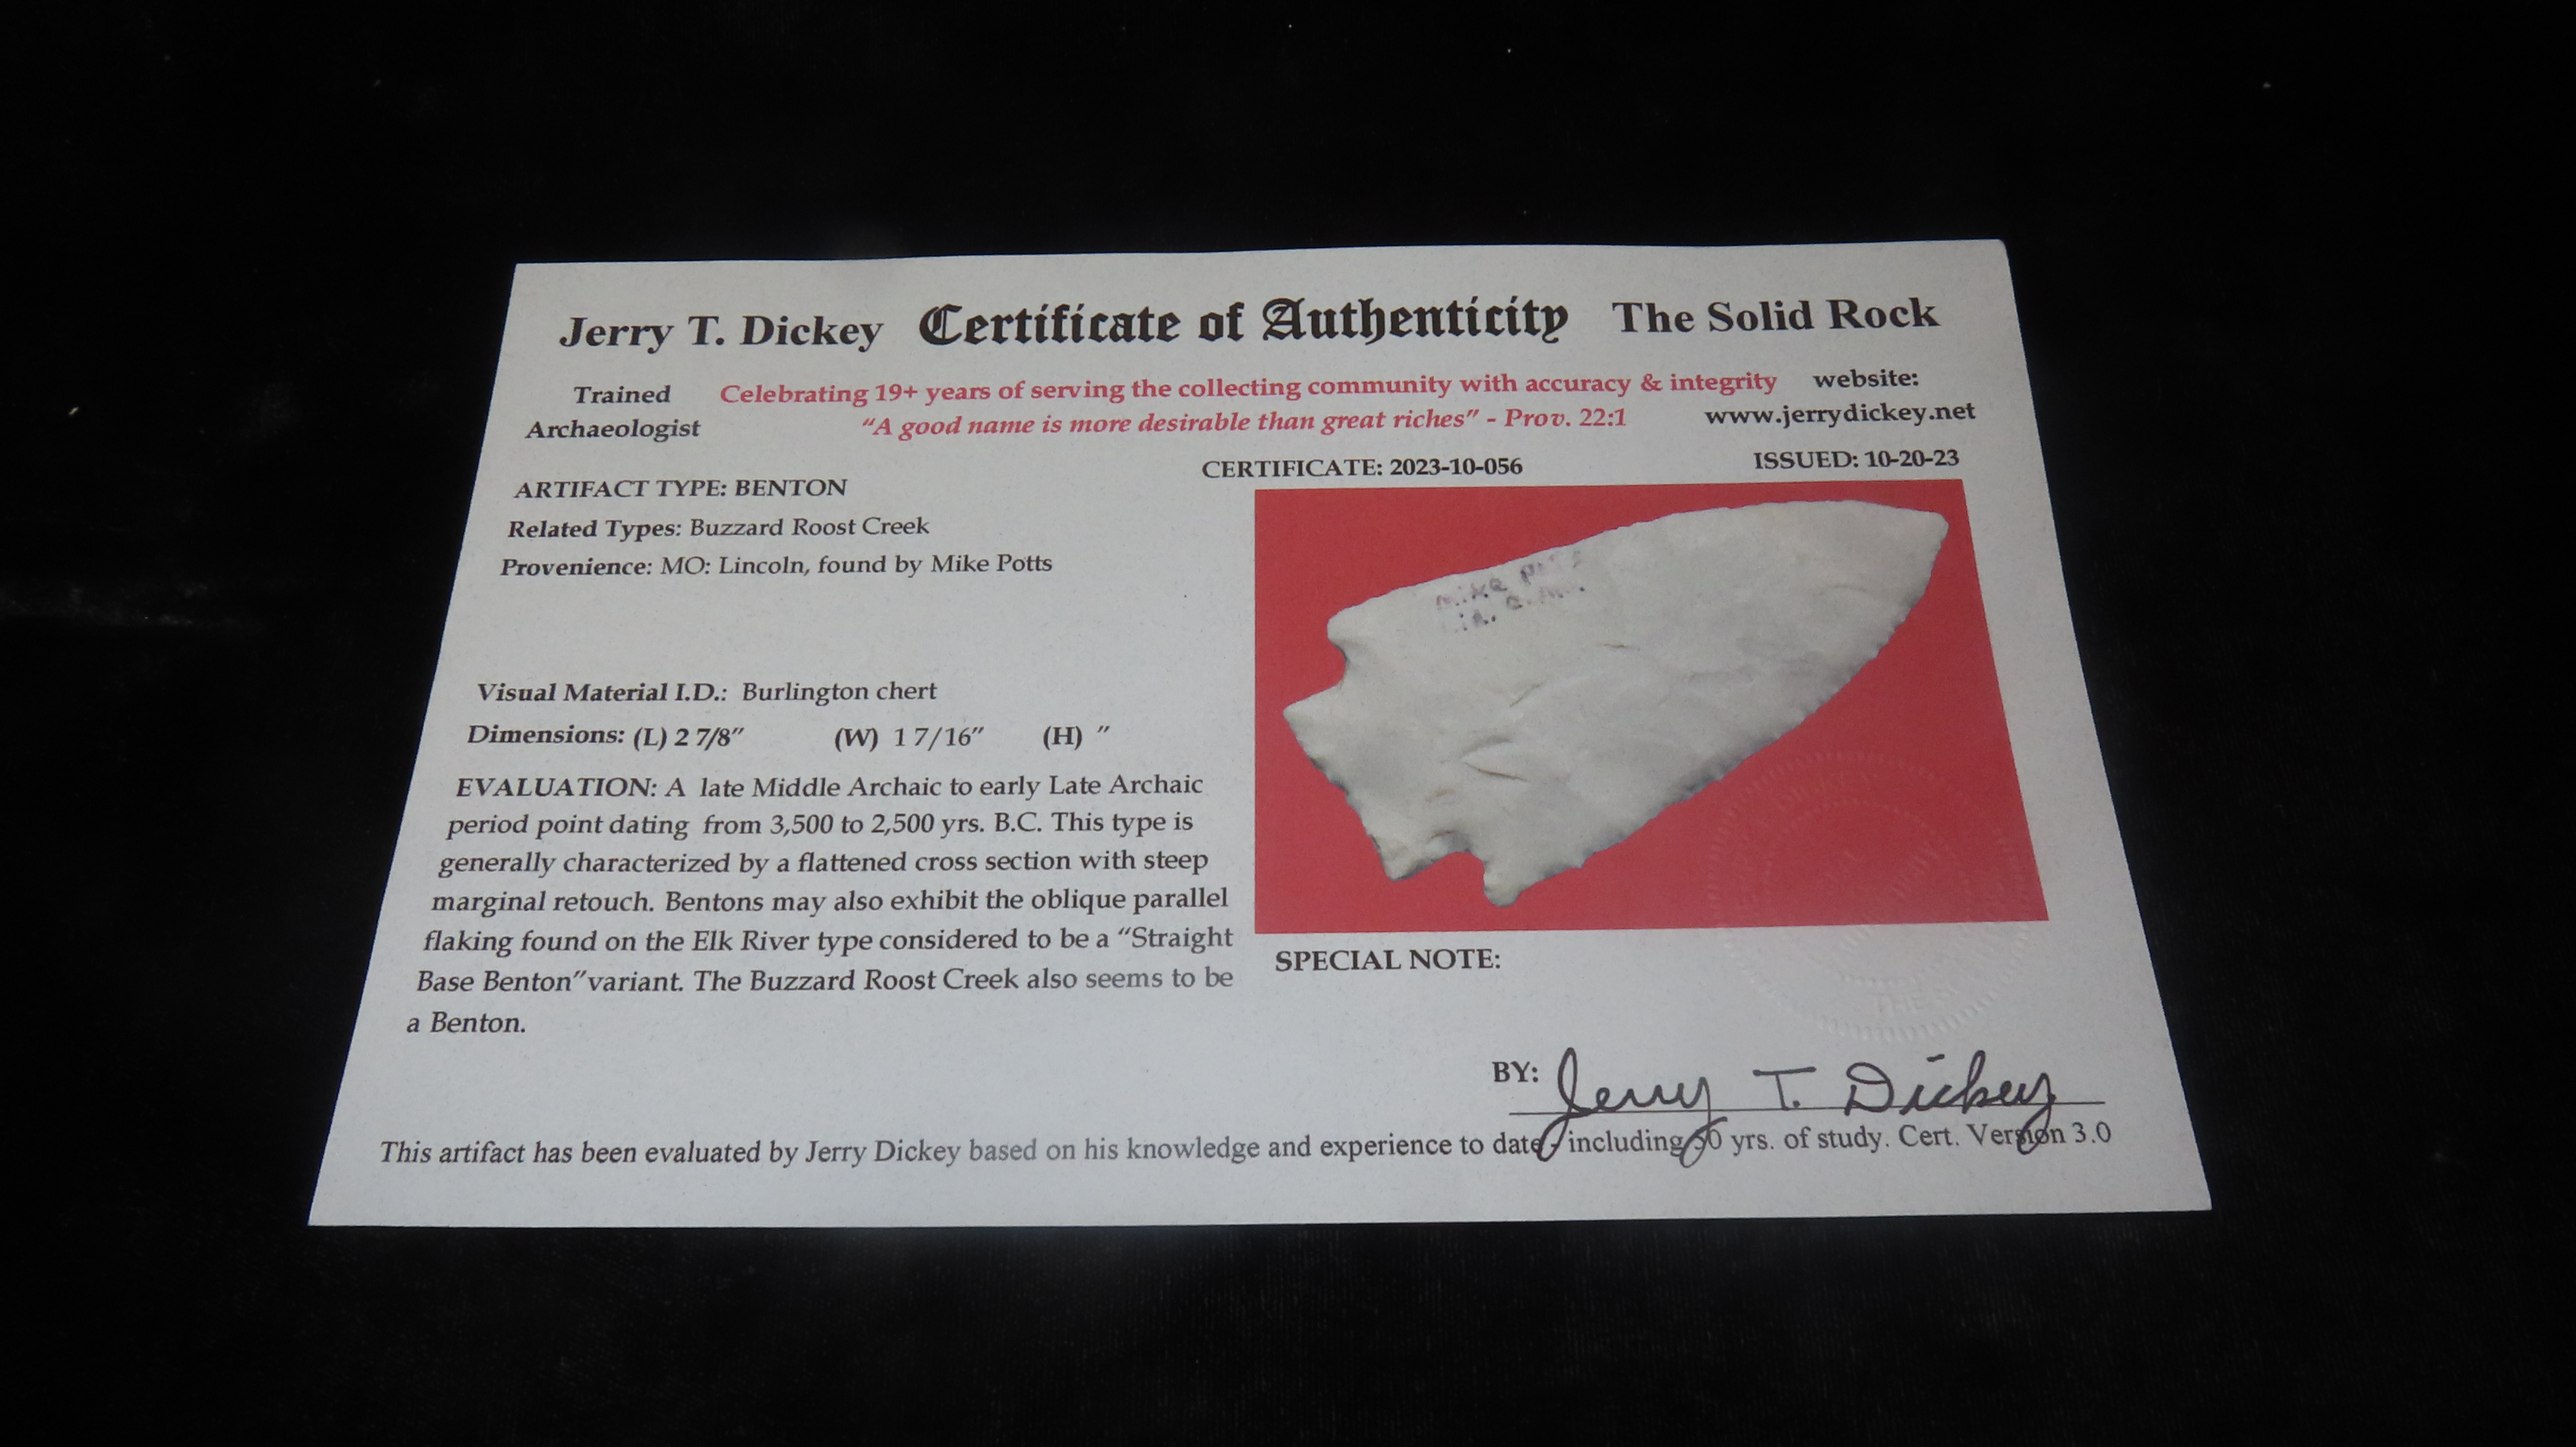 Jerry T. Dickey Certificate of Authenticity The Solid Rock
Trained Archaeologist
Celebrating 19+ years of serving the collecting community with accuracy & integrity
"A good name is more desirable than great riches" - Prov. 22:1
website:
www.jerrydickey.net
CERTIFICATE: 2023-10-056
ISSUED: 10-20-23
ARTIFACT TYPE: BENTON
Related Types: Buzzard Roost Creek
Provenience: MO: Lincoln, found by Mike Potts
Visual Material I.D.: Burlington chert
Dimensions: (L) 2 7/8" (W) 1 7/16" (H) "
EVALUATION: A late Middle Archaic to early Late Archaic
period point dating from 3,500 to 2,500 yrs. B.C. This type is
generally characterized by a flattened cross section with steep
marginal retouch. Bentons may also exhibit the oblique parallel
flaking found on the Elk River type considered to be a "Straight
Base Benton"variant. The Buzzard Roost Creek also seems to be
a Benton.
mike
SPECIAL NOTE:
BY: Jerry T. Dickey
This artifact has been evaluated by Jerry Dickey based on his knowledge and experience to date - including yrs. of study. Cert. Version 3.0